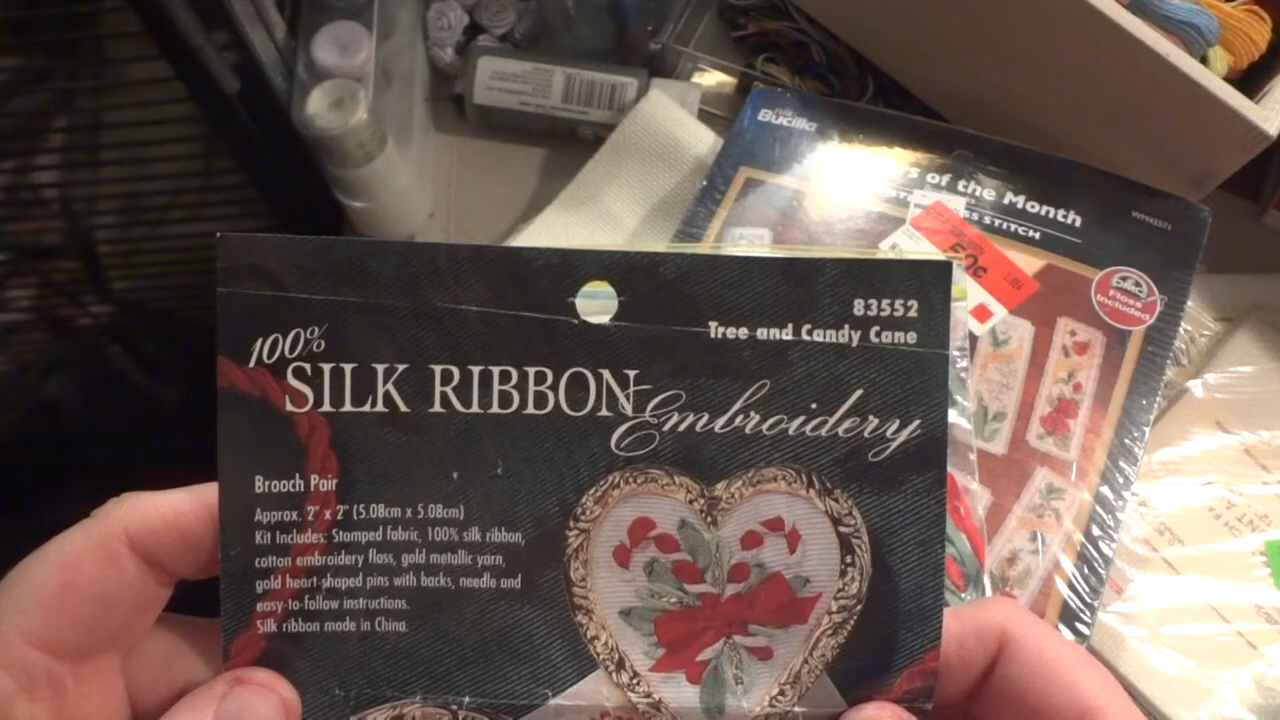 Bucilla
of the Month
STITCH
WM45571
50¢
DMC
Floss
Included
83552
Tree and Candy Cane
100%
SILK RIBBON
Embroidery
Brooch Pair
Approx. 2" x 2" (5.08cm x 5.08cm)
Kit Includes: Stamped fabric, 100% silk ribbon,
cotton embroidery floss, gold metallic yarn,
gold heart-shaped pins with backs, needle and
easy-to-follow instructions.
Silk ribbon made in China.